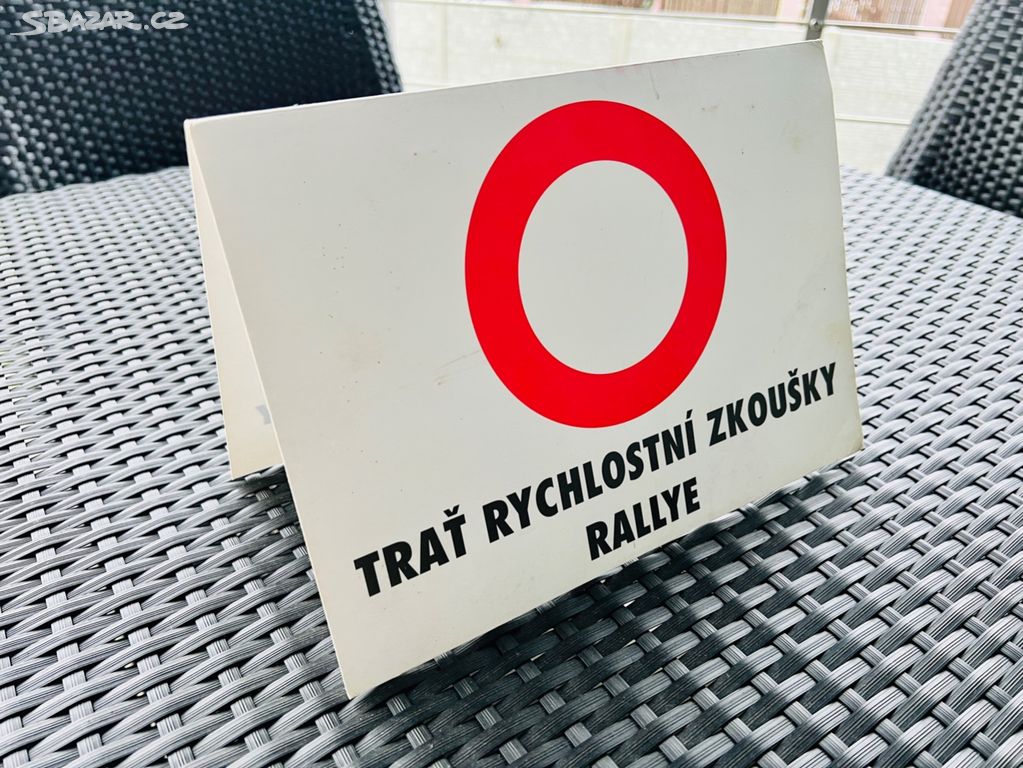 SBAZAR.CZ
TRAŤ RYCHLOSTNÍ ZKOUŠKY
RALLYE